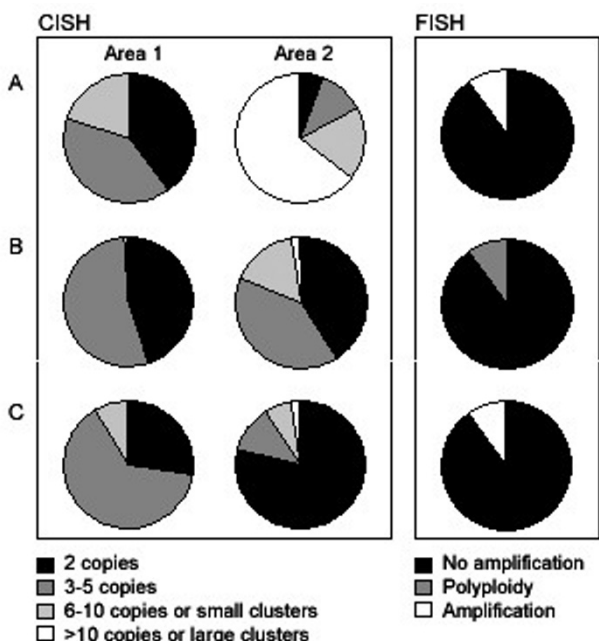 CISH FISH
Area 1 Area 2
A
B
C
2 copies
3-5 copies
6-10 copies or small clusters
>10 copies or large clusters
No amplification
Polyploidy
Amplification